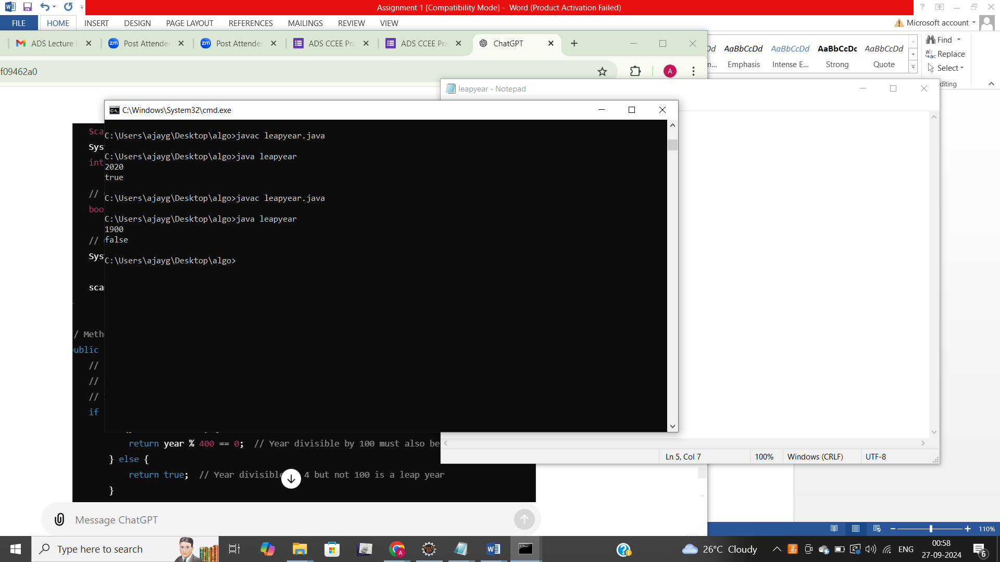 Assignment 1 [Compatibility Mode] - Word (Product Activation Failed)
FILE HOME INSERT DESIGN PAGE LAYOUT REFERENCES MAILINGS REVIEW VIEW
Microsoft account
ADS Lecture
Post Attende
Post Attende
ADS CCEE Pra
ADS CCEE Pra
ChatGPT
f09462a0
A
AaBbCcDd AaBbCcDd AaBbCcDc AaBbCcDd
Emphasis Intense E... Strong Quote
Find
Replace
Select
diting
leapyear - Notepad
C:\Windows\System32\cmd.exe
C:\Users\ajayg\Desktop\algo>javac leapyear.java
C:\Users\ajayg\Desktop\algo>java leapyear
2020
true
C:\Users\ajayg\Desktop\algo>javac leapyear.java
C:\Users\ajayg\Desktop\algo>java leapyear
1900
false
C:\Users\ajayg\Desktop\algo>
Sca
Sys
int
//
boo
//
Sys
sca
// Meth
public
//
//
//
if
return year % 400 == 0; // Year divisible by 100 must also be
} else {
return true; // Year divisible 4 but not 100 is a leap year
}
Ln 5, Col 7 100% Windows (CRLF) UTF-8
Message ChatGPT
110%
Type here to search
26°C Cloudy
ENG
00:58
27-09-2024
6